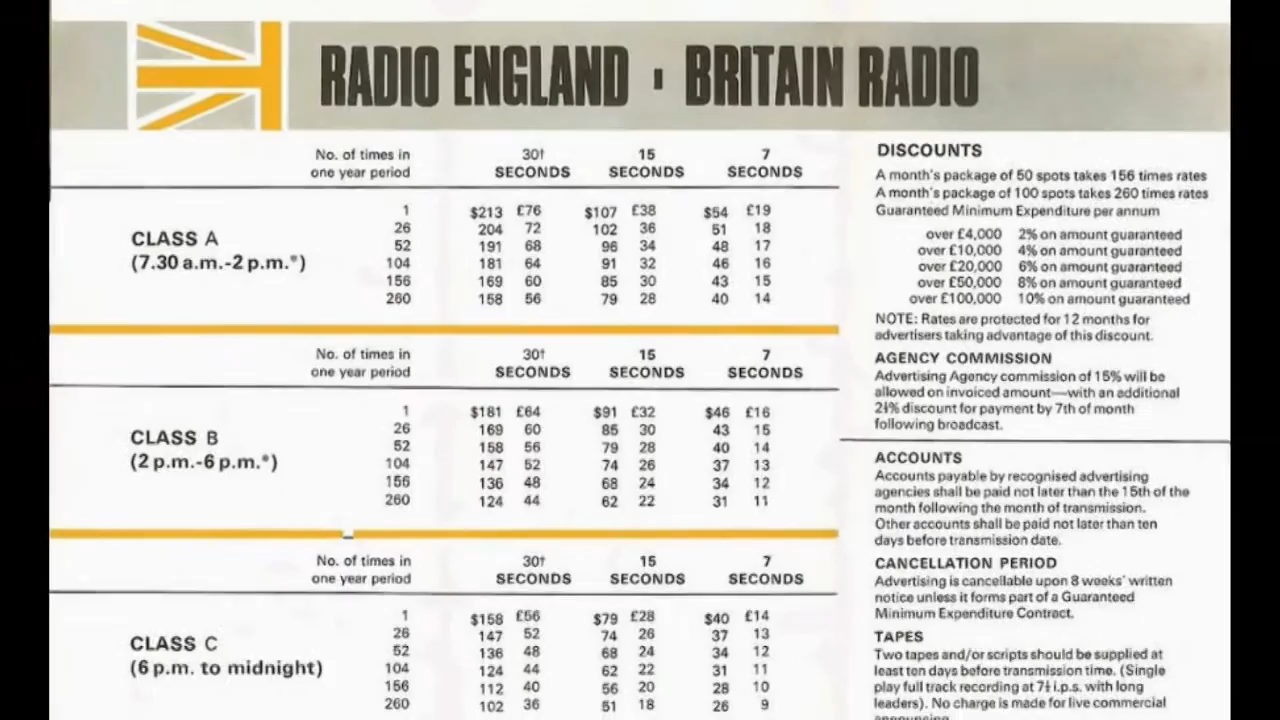 RADIO ENGLAND · BRITAIN RADIO
No. of times in 30† 15 7
one year period SECONDS SECONDS SECONDS
1 $213 £76 $107 £38 $54 £19
26 204 72 102 36 51 18
CLASS A 52 191 68 96 34 48 17
(7.30 a.m.-2 p.m.*) 104 181 64 91 32 46 16
156 169 60 85 30 43 15
260 158 56 79 28 40 14
No. of times in 30† 15 7
one year period SECONDS SECONDS SECONDS
1 $181 £64 $91 £32 $46 £16
26 169 60 85 30 43 15
CLASS B 52 158 56 79 28 40 14
(2 p.m.-6 p.m.*) 104 147 52 74 26 37 13
156 136 48 68 24 34 12
260 124 44 62 22 31 11
No. of times in 30† 15 7
one year period SECONDS SECONDS SECONDS
1 $158 £56 $79 £28 $40 £14
26 147 52 74 26 37 13
CLASS C 52 136 48 68 24 34 12
(6 p.m. to midnight) 104 124 44 62 22 31 11
156 112 40 56 20 28 10
260 102 36 51 18 26 9
DISCOUNTS
A month's package of 50 spots takes 156 times rates
A month's package of 100 spots takes 260 times rates
Guaranteed Minimum Expenditure per annum
over £4,000 2% on amount guaranteed
over £10,000 4% on amount guaranteed
over £20,000 6% on amount guaranteed
over £50,000 8% on amount guaranteed
over £100,000 10% on amount guaranteed
NOTE: Rates are protected for 12 months for
advertisers taking advantage of this discount.
AGENCY COMMISSION
Advertising Agency commission of 15% will be
allowed on invoiced amount—with an additional
2½% discount for payment by 7th of month
following broadcast.
ACCOUNTS
Accounts payable by recognised advertising
agencies shall be paid not later than the 15th of the
month following the month of transmission.
Other accounts shall be paid not later than ten
days before transmission date.
CANCELLATION PERIOD
Advertising is cancellable upon 8 weeks' written
notice unless it forms part of a Guaranteed
Minimum Expenditure Contract.
TAPES
Two tapes and/or scripts should be supplied at
least ten days before transmission time. (Single
play full track recording at 7½ i.p.s. with long
leaders). No charge is made for live commercial